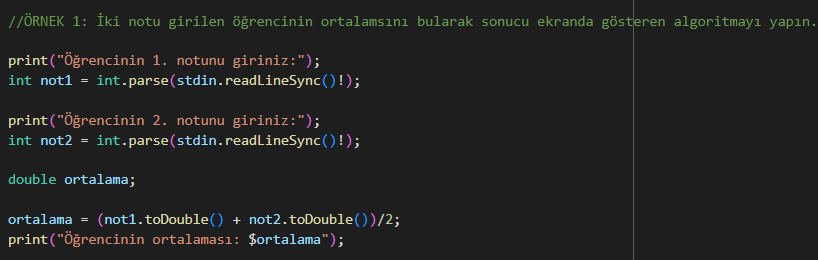 //ÖRNEK 1: İki notu girilen öğrencinin ortalamsını bularak sonucu ekranda gösteren algoritmayı yapın.
print("Öğrencinin 1. notunu giriniz:");
int not1 = int.parse(stdin.readLineSync()!);
print("Öğrencinin 2. notunu giriniz:");
int not2 = int.parse(stdin.readLineSync()!);
double ortalama;
ortalama = (not1.toDouble() + not2.toDouble())/2;
print("Öğrencinin ortalaması: $ortalama");